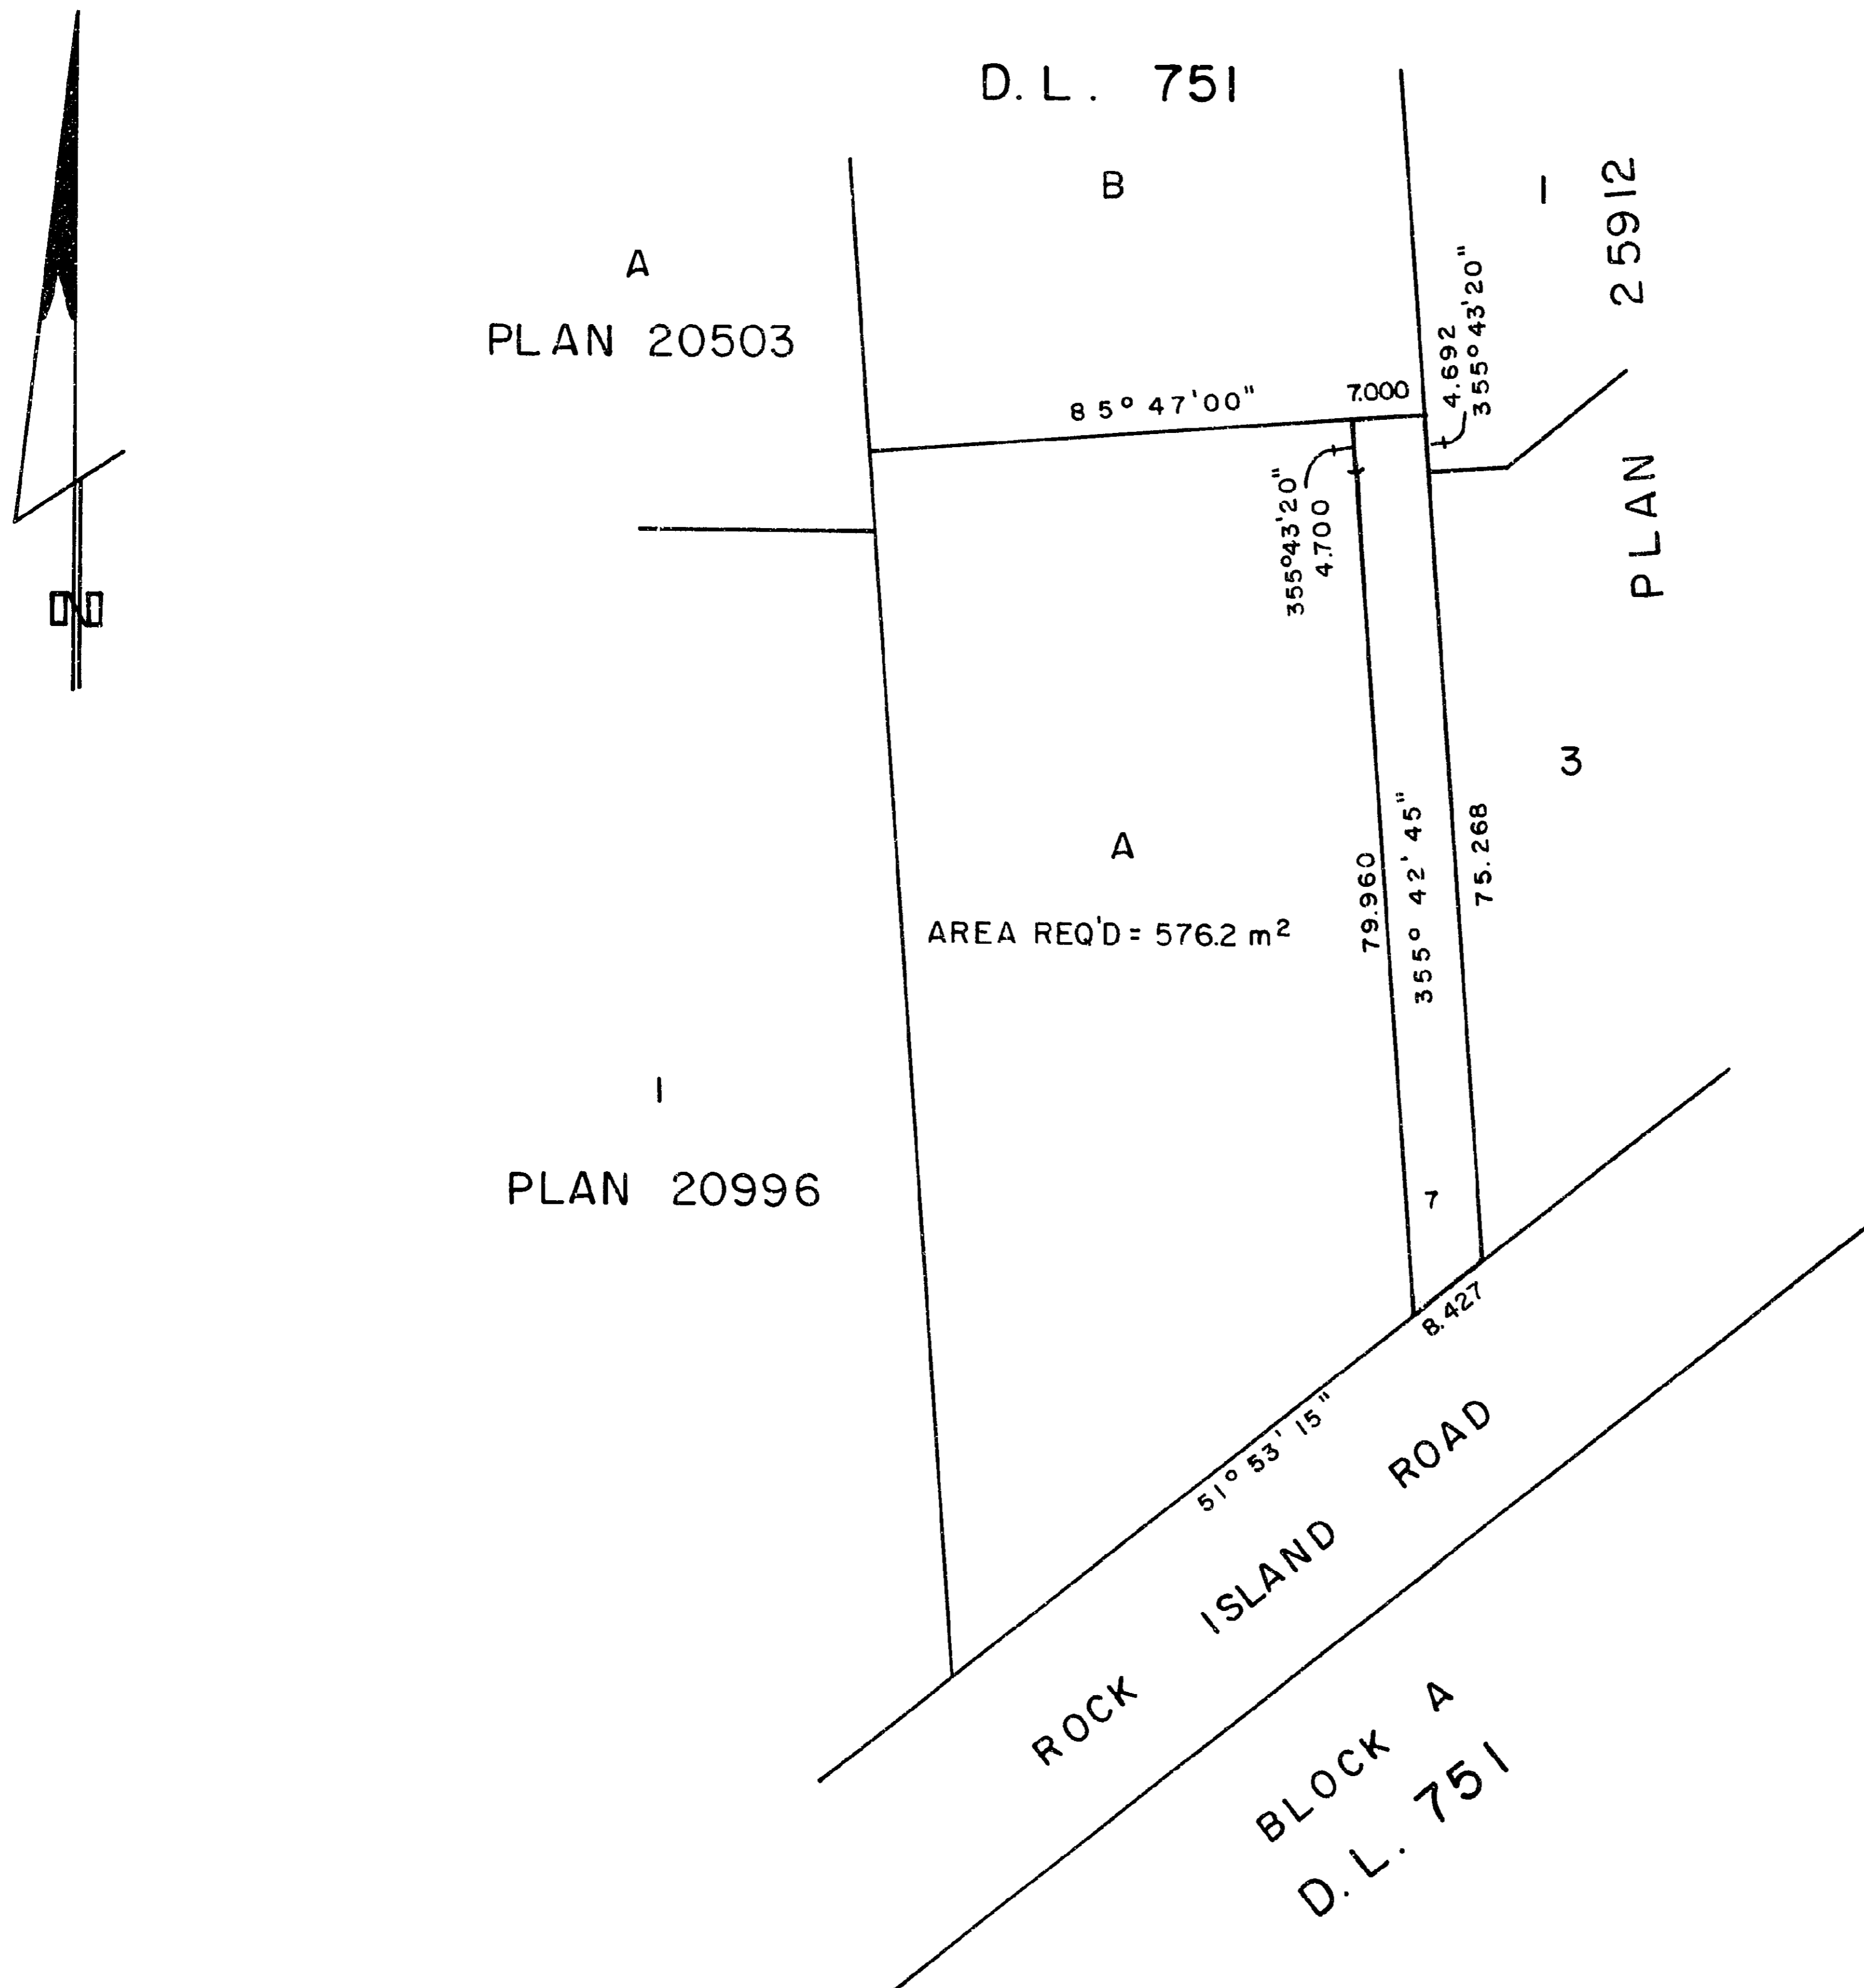 D. L. 751
B
A
PLAN 20503
1
PLAN 25912
85° 47' 00"
7.000
4.692
355° 43' 20"
355° 43' 20"
4.700
N
3
A
AREA REQ'D = 576.2 m²
79.960
355° 42' 45"
75.268
1
PLAN 20996
7
8.427
51° 53' 15"
ROCK ISLAND ROAD
BLOCK A
D. L. 751